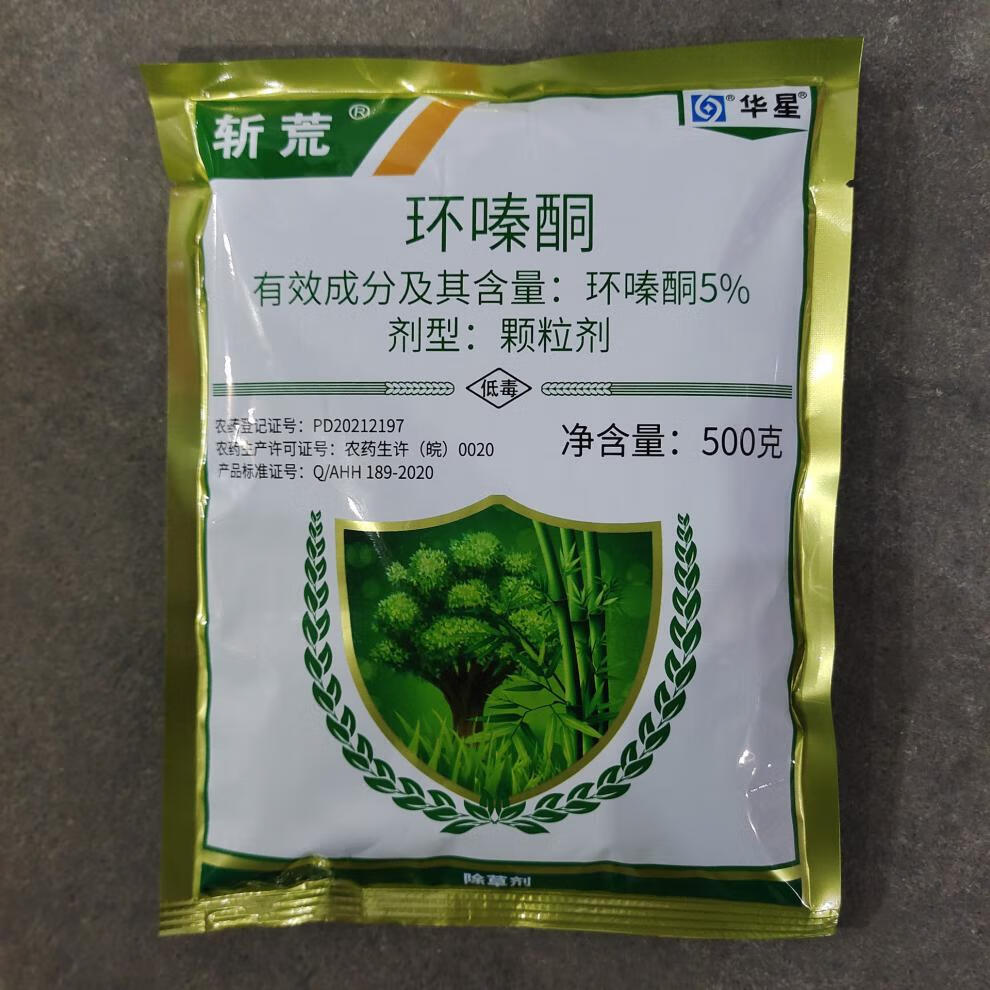 斩荒®
®华星®
环嗪酮
有效成分及其含量：环嗪酮5%
剂型：颗粒剂
低毒
农药登记证号：PD20212197
农药生产许可证号：农药生许（皖）0020
产品标准证号：Q/AHH 189-2020
净含量：500克
除草剂